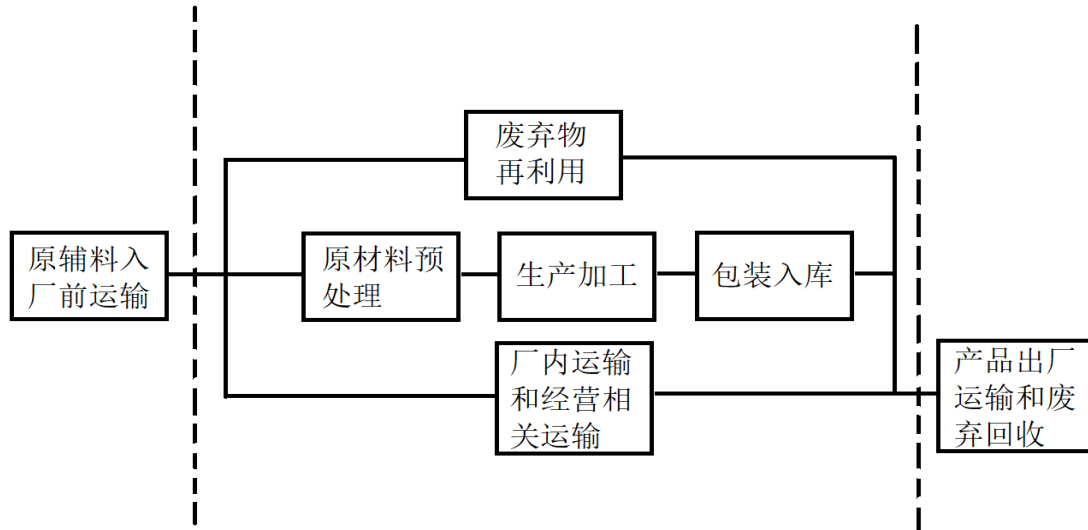 废弃物
再利用
原辅料入
厂前运输
原材料预
处理
生产加工
包装入库
厂内运输
和经营相
关运输
产品出厂
运输和废
弃回收